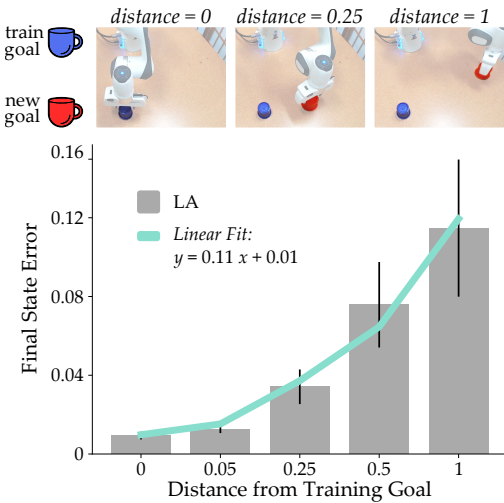 train
goal
new
goal
distance = 0
distance = 0.25
distance = 1
Final State Error
0.16
0.12
0.08
0.04
0
LA
Linear Fit:
y = 0.11 x + 0.01
0
0.05
0.25
0.5
1
Distance from Training Goal